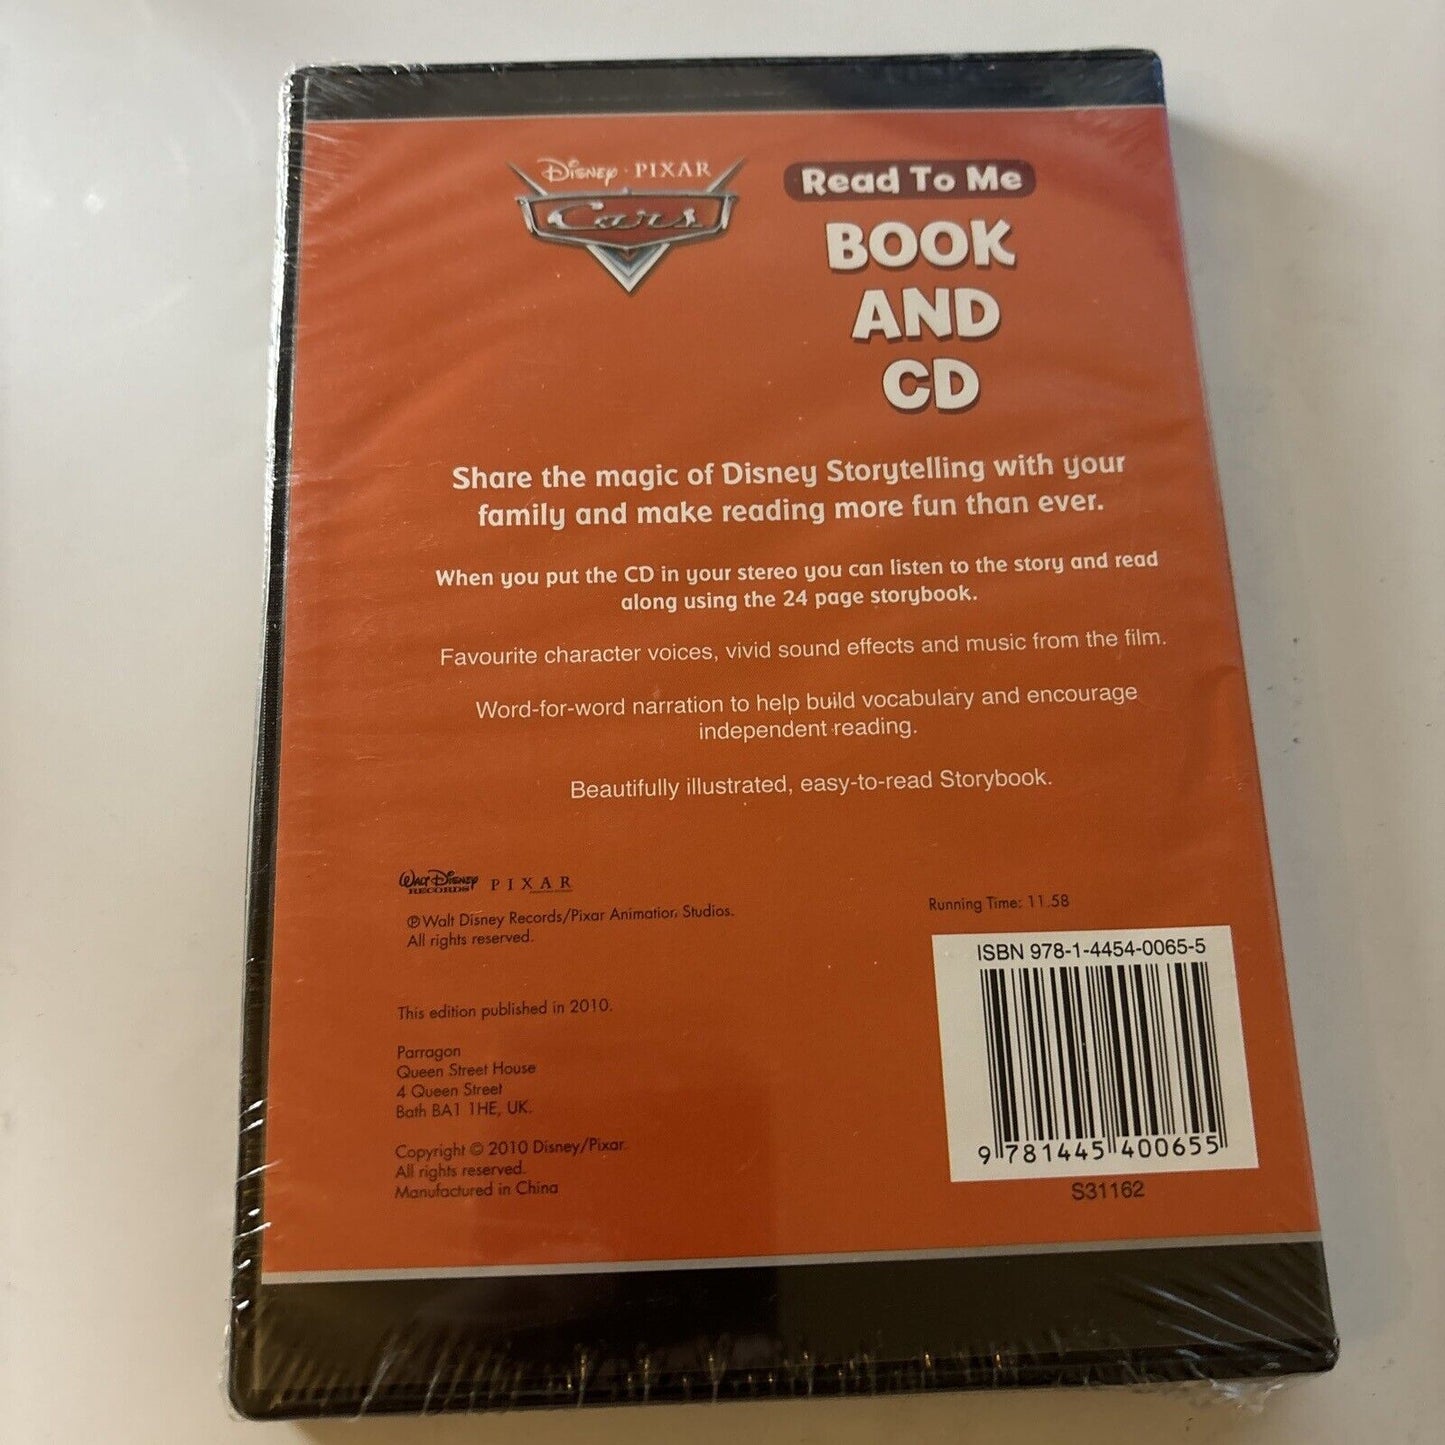 Disney · PIXAR
Cars
Read To Me
BOOK
AND
CD
Share the magic of Disney Storytelling with your
family and make reading more fun than ever.
When you put the CD in your stereo you can listen to the story and read
along using the 24 page storybook.
Favourite character voices, vivid sound effects and music from the film.
Word-for-word narration to help build vocabulary and encourage
independent reading.
Beautifully illustrated, easy-to-read Storybook.
WALT DISNEY
RECORDS
PIXAR
℗ Walt Disney Records/Pixar Animation Studios.
All rights reserved.
Running Time: 11.58
ISBN 978-1-4454-0065-5
9 781445 400655
S31162
This edition published in 2010.
Parragon
Queen Street House
4 Queen Street
Bath BA1 1HE, UK.
Copyright © 2010 Disney/Pixar.
All rights reserved.
Manufactured in China